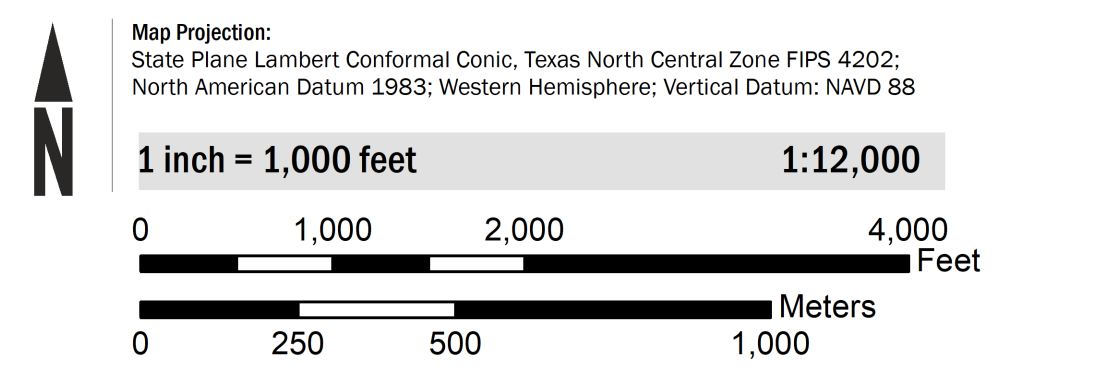 N
Map Projection:
State Plane Lambert Conformal Conic, Texas North Central Zone FIPS 4202;
North American Datum 1983; Western Hemisphere; Vertical Datum: NAVD 88
1 inch = 1,000 feet 1:12,000
0 1,000 2,000 4,000
Feet
Meters
0 250 500 1,000